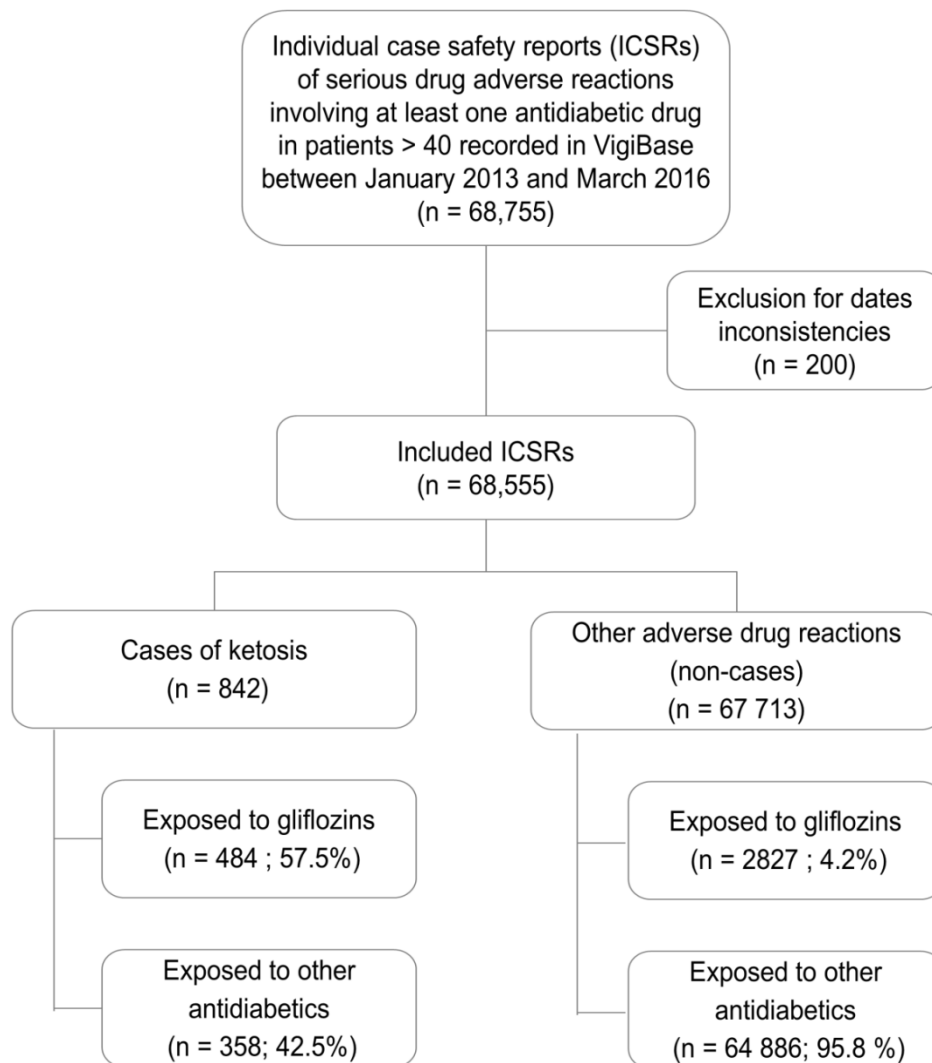 Individual case safety reports (ICSRs)
of serious drug adverse reactions
involving at least one antidiabetic drug
in patients > 40 recorded in VigiBase
between January 2013 and March 2016
(n = 68,755)
Exclusion for dates
inconsistencies
(n = 200)
Included ICSRs
(n = 68,555)
Cases of ketosis
(n = 842)
Other adverse drug reactions
(non-cases)
(n = 67 713)
Exposed to gliflozins
(n = 484 ; 57.5%)
Exposed to gliflozins
(n = 2827 ; 4.2%)
Exposed to other
antidiabetics
(n = 358; 42.5%)
Exposed to other
antidiabetics
(n = 64 886; 95.8 %)